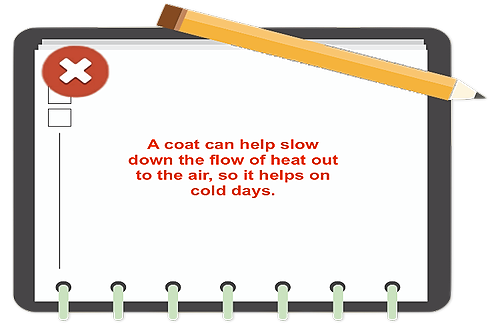 A coat can help slow
down the flow of heat out
to the air, so it helps on
cold days.